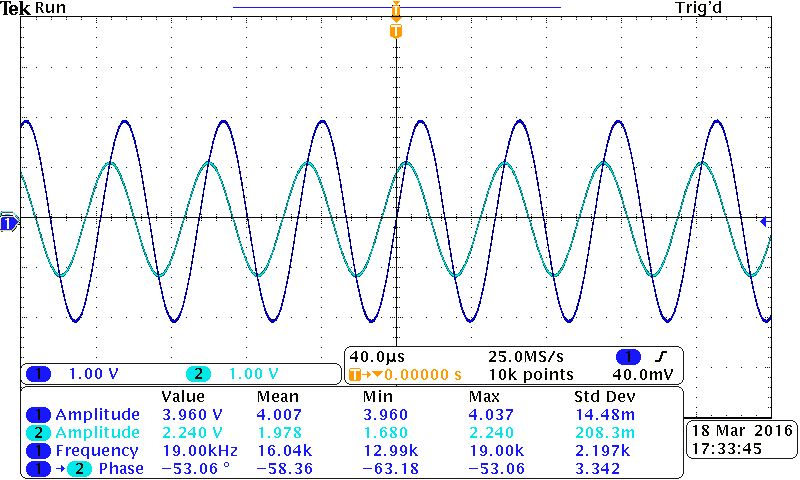 Tek Run Trig'd
T
T
1
40.0µs 25.0MS/s 1 ƒ
1 1.00 V 2 1.00 V T→▼0.00000 s 10k points 40.0mV
Value Mean Min Max Std Dev
1 Amplitude 3.960 V 4.007 3.960 4.037 14.48m
2 Amplitude 2.240 V 1.978 1.680 2.240 208.3m
1 Frequency 19.00kHz 16.04k 12.99k 19.00k 2.197k
1 → 2 Phase −53.06 ° −58.36 −63.18 −53.06 3.342
18 Mar 2016
17:33:45